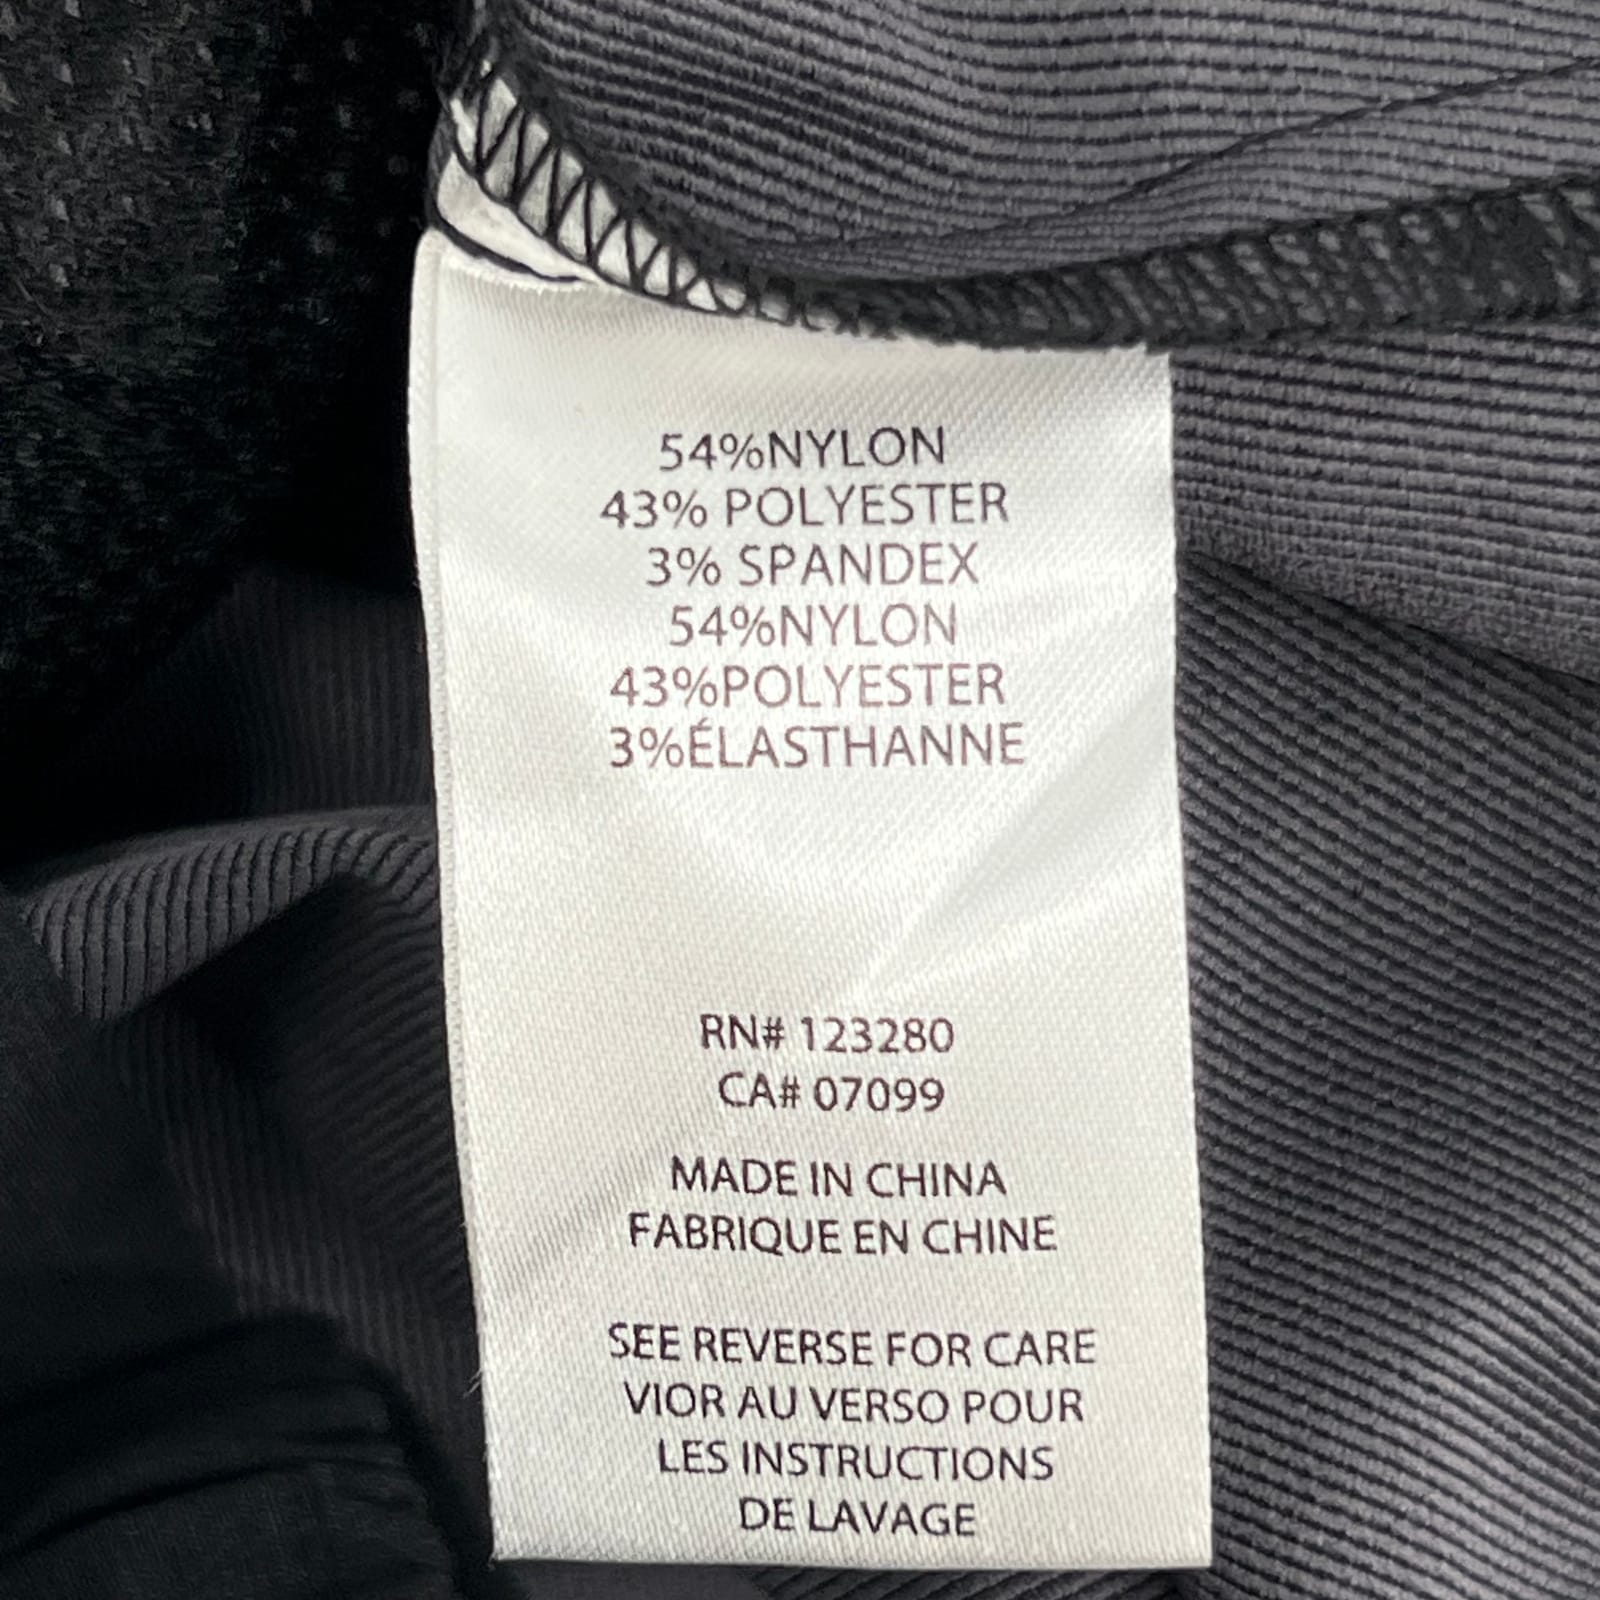 54%NYLON
43% POLYESTER
3% SPANDEX
54%NYLON
43%POLYESTER
3%ÉLASTHANNE
RN# 123280
CA# 07099
MADE IN CHINA
FABRIQUE EN CHINE
SEE REVERSE FOR CARE
VIOR AU VERSO POUR
LES INSTRUCTIONS
DE LAVAGE